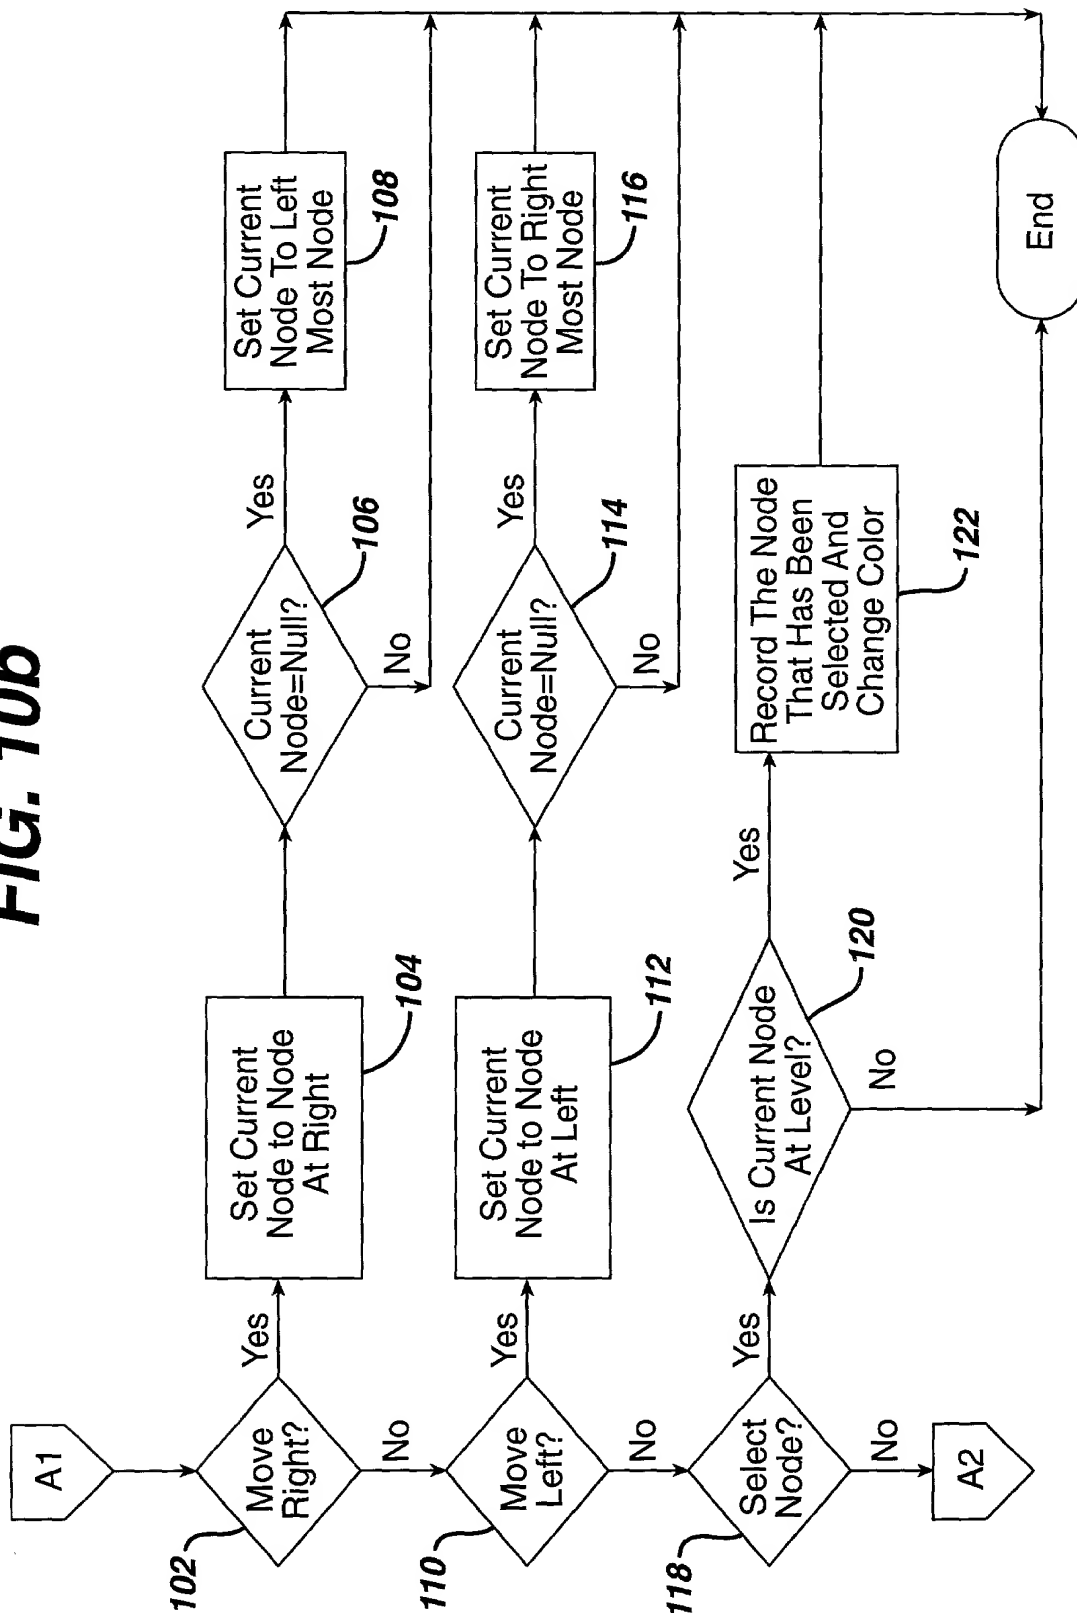 FIG. 10b
A1
Move
Right?
102
Yes
No
Set Current
Node to Node
At Right
104
Current
Node=Null?
106
Yes
No
Set Current
Node To Left
Most Node
108
Move
Left?
110
Yes
No
Set Current
Node to Node
At Left
112
Current
Node=Null?
114
Yes
No
Set Current
Node To Right
Most Node
116
Select
Node?
118
Yes
No
Is Current Node
At Level?
120
Yes
No
Record The Node
That Has Been
Selected And
Change Color
122
A2
End